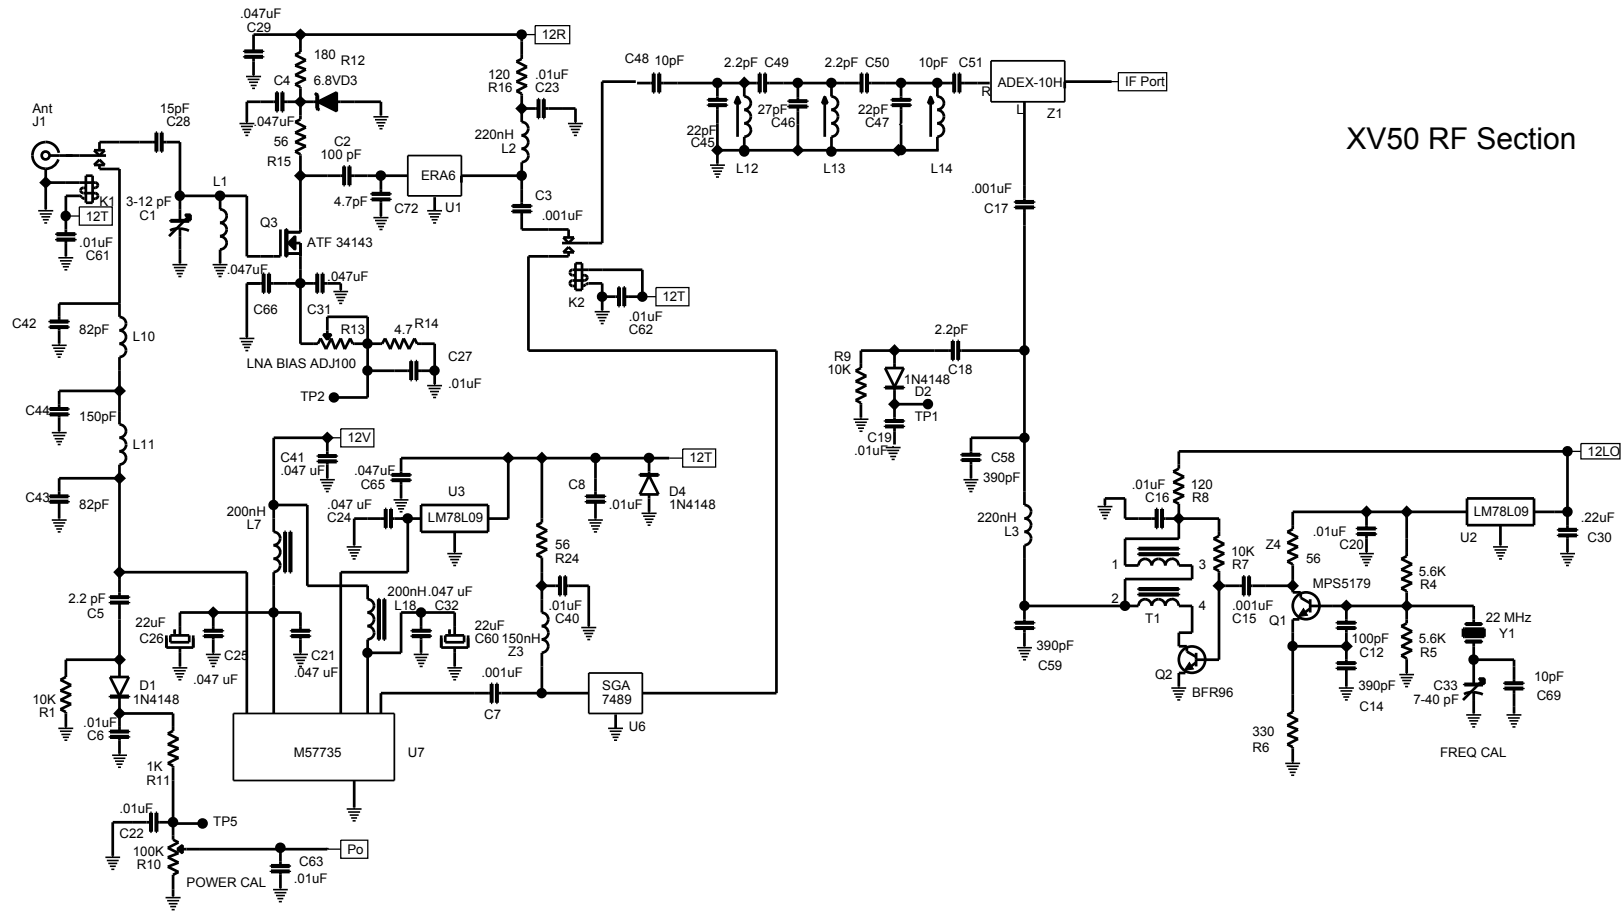 XV50 RF Section
.047uF
C29
12R
180
R12
C4
6.8VD3
.047uF
56
R15
120
R16
.01uF
C23
220nH
L2
C2
100 pF
ERA6
U1
4.7pF
C72
C3
.001uF
Ant
J1
15pF
C28
K1
12T
.01uF
C61
3-12 pF
C1
L1
Q3
ATF 34143
.047uF
.047uF
C66
C31
R13
4.7
R14
LNA BIAS ADJ100
C27
.01uF
TP2
K2
12T
.01uF
C62
C48
10pF
2.2pF
C49
2.2pF
C50
10pF
C51
ADEX-10H
R
L
Z1
IF Port
22pF
C45
27pF
C46
22pF
C47
L12
L13
L14
.001uF
C17
2.2pF
C18
R9
10K
1N4148
D2
TP1
C19
.01uF
C58
390pF
220nH
L3
390pF
C59
C42
82pF
L10
C44
150pF
L11
C43
82pF
2.2 pF
C5
10K
R1
D1
1N4148
.01uF
C6
1K
R11
.01uF
C22
TP5
100K
R10
POWER CAL
Po
C63
.01uF
12V
C41
.047 uF
200nH
L7
22uF
C26
C25
.047 uF
C21
.047 uF
.047uF
C65
.047 uF
C24
U3
LM78L09
12T
C8
.01uF
D4
1N4148
56
R24
.01uF
C40
200nH
L18
.047 uF
C32
22uF
C60
150nH
Z3
.001uF
C7
SGA
7489
U6
M57735
U7
12LO
.01uF
C16
120
R8
1
3
2
4
T1
10K
R7
.001uF
C15
Q2
BFR96
Z4
56
.01uF
C20
LM78L09
U2
.22uF
C30
5.6K
R4
MPS5179
Q1
100pF
C12
390pF
C14
5.6K
R5
22 MHz
Y1
C33
7-40 pF
10pF
C69
330
R6
FREQ CAL